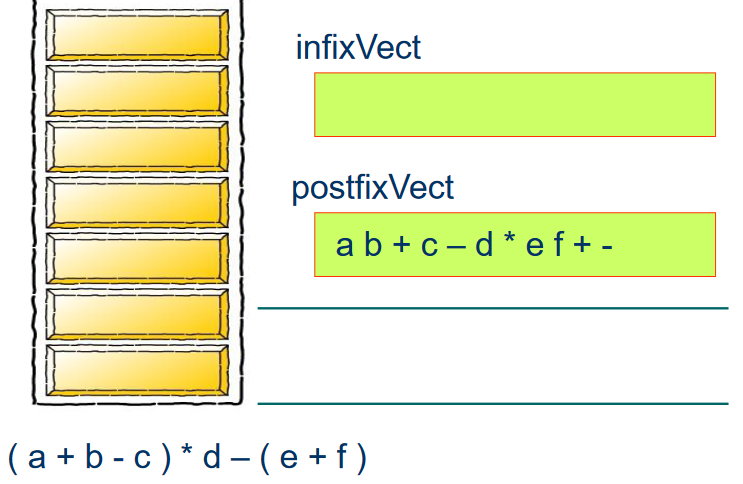 infixVect
postfixVect
a b + c – d * e f + -
( a + b - c ) * d – ( e + f )